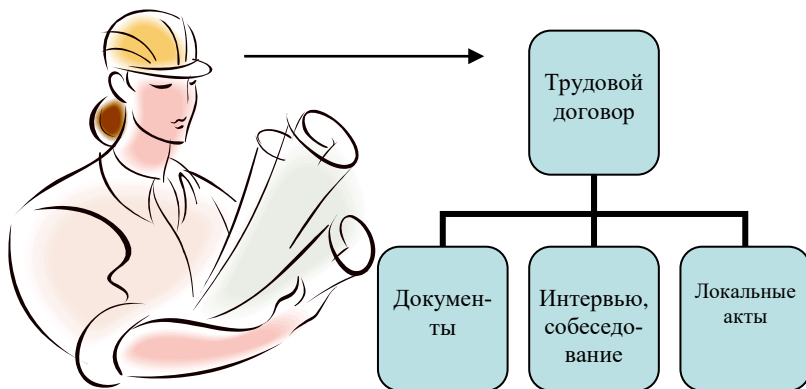 Трудовой
договор
Докумен-
ты
Интервью,
собеседо-
вание
Локальные
акты